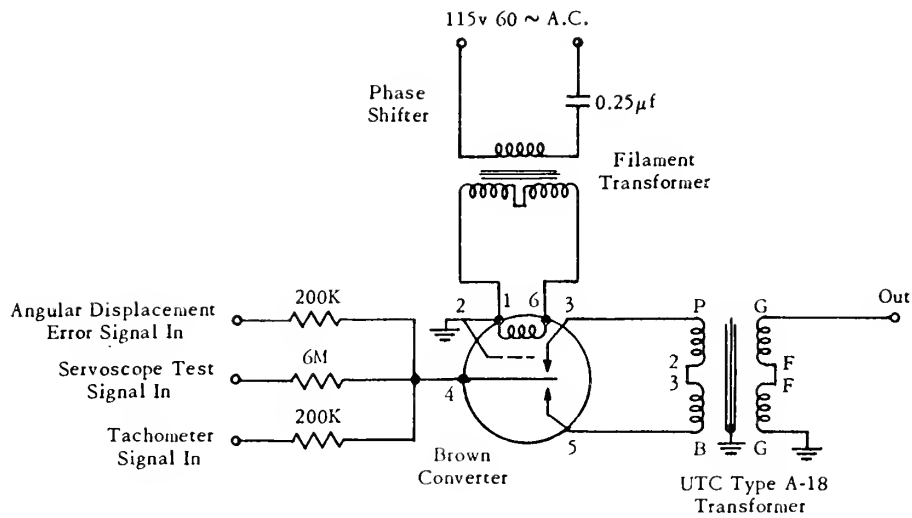 115v 60 ~ A.C.
Phase
Shifter
0.25μf
Filament
Transformer
Angular Displacement
Error Signal In
200K
Servoscope Test
Signal In
6M
Tachometer
Signal In
200K
2
1
6
3
4
5
Brown
Converter
P
2
3
B
G
F
F
G
Out
UTC Type A-18
Transformer